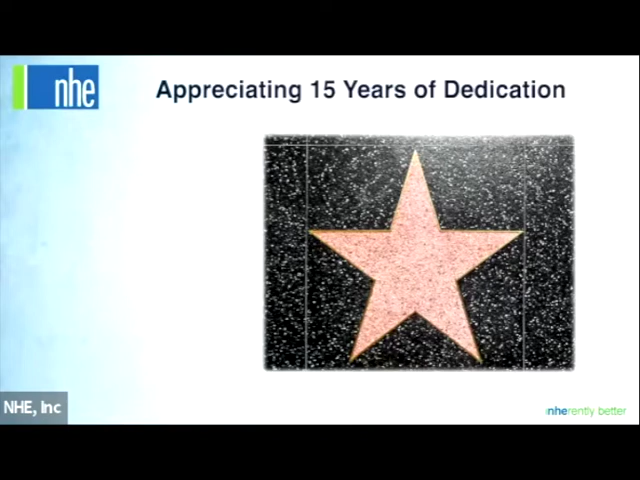 nhe
Appreciating 15 Years of Dedication
NHE, Inc
inherently better